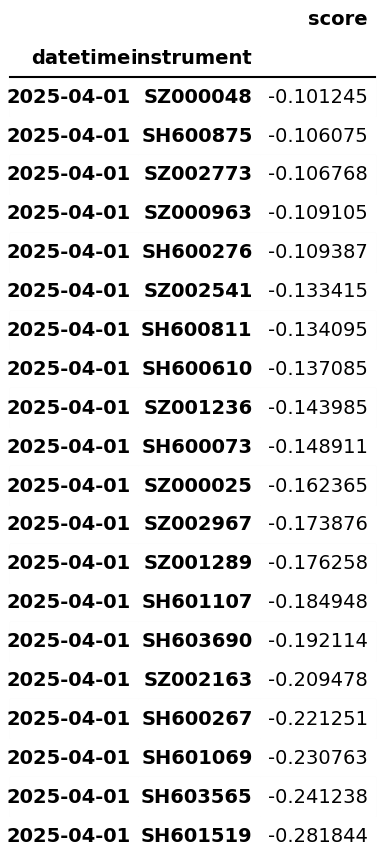 score
datetime instrument
2025-04-01 SZ000048 -0.101245
2025-04-01 SH600875 -0.106075
2025-04-01 SZ002773 -0.106768
2025-04-01 SZ000963 -0.109105
2025-04-01 SH600276 -0.109387
2025-04-01 SZ002541 -0.133415
2025-04-01 SH600811 -0.134095
2025-04-01 SH600610 -0.137085
2025-04-01 SZ001236 -0.143985
2025-04-01 SH600073 -0.148911
2025-04-01 SZ000025 -0.162365
2025-04-01 SZ002967 -0.173876
2025-04-01 SZ001289 -0.176258
2025-04-01 SH601107 -0.184948
2025-04-01 SH603690 -0.192114
2025-04-01 SZ002163 -0.209478
2025-04-01 SH600267 -0.221251
2025-04-01 SH601069 -0.230763
2025-04-01 SH603565 -0.241238
2025-04-01 SH601519 -0.281844